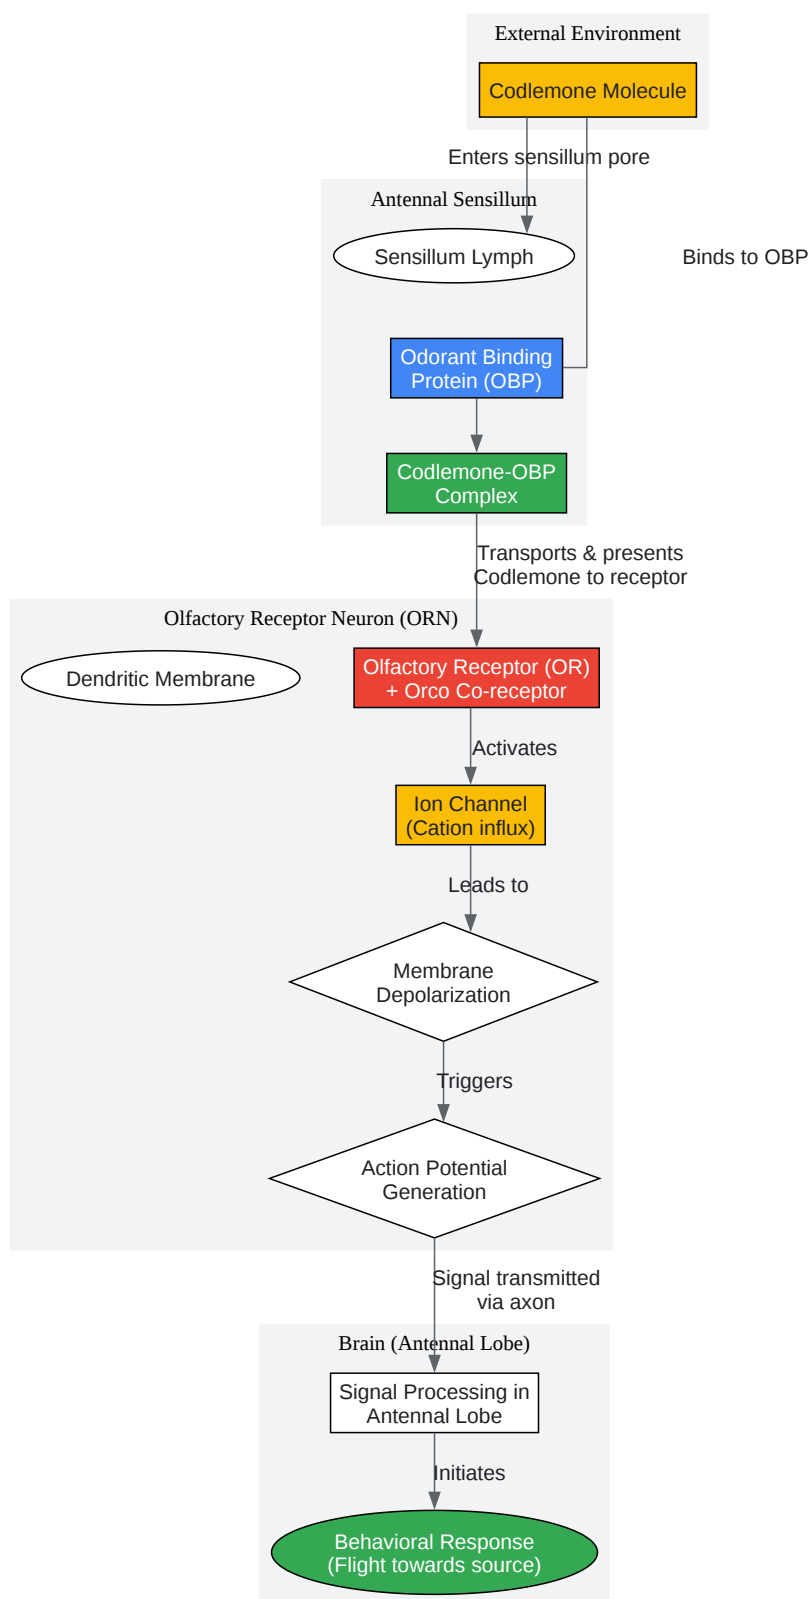 External Environment
Codlemone Molecule
Enters sensillum pore
Antennal Sensillum
Sensillum Lymph
Binds to OBP
Odorant Binding
Protein (OBP)
Codlemone-OBP
Complex
Transports & presents
Codlemone to receptor
Olfactory Receptor Neuron (ORN)
Dendritic Membrane
Olfactory Receptor (OR)
+ Orco Co-receptor
Activates
Ion Channel
(Cation influx)
Leads to
Membrane
Depolarization
Triggers
Action Potential
Generation
Signal transmitted
via axon
Brain (Antennal Lobe)
Signal Processing in
Antennal Lobe
Initiates
Behavioral Response
(Flight towards source)